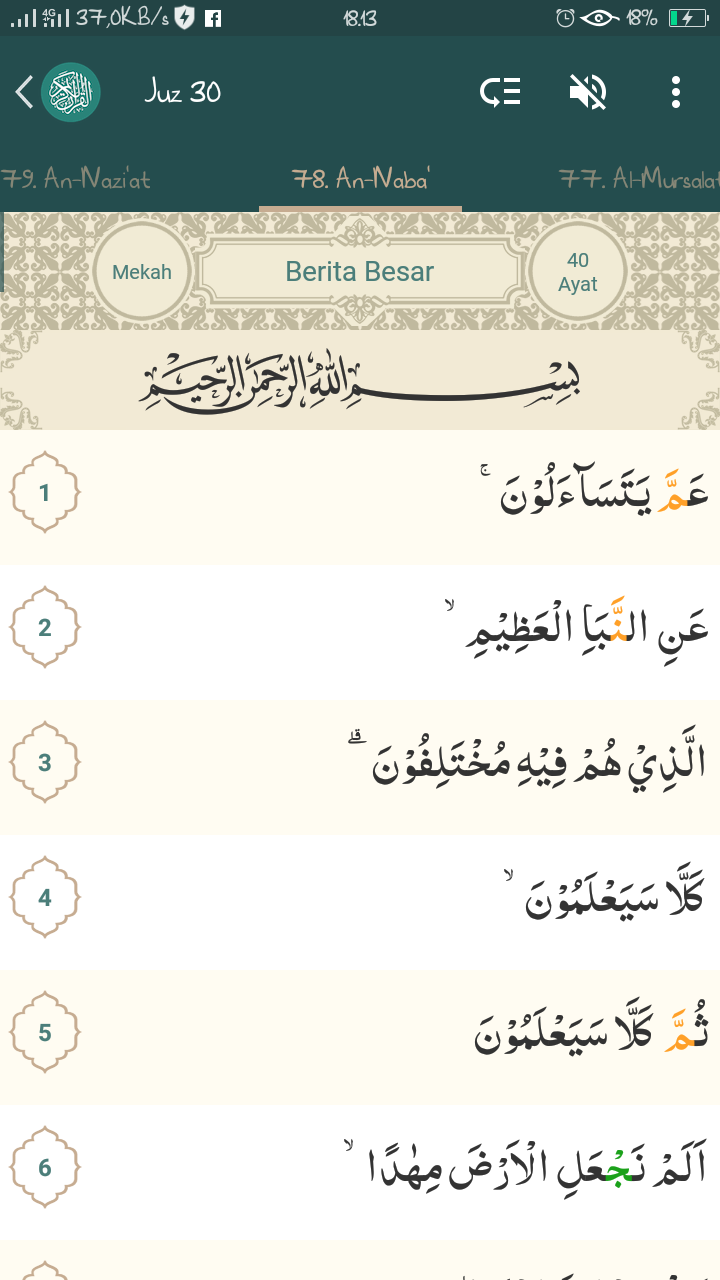 4G 37,0KB/s 18.13 18%
Juz 30
79. An-Nazi'at 78. An-Naba' 77. Al-Mursalat
Mekah Berita Besar 40 Ayat
بِسْمِ اللّٰهِ الرَّحْمٰنِ الرَّحِيْمِ
1 عَمَّ يَتَسَاۤءَلُوْنَۚ
2 عَنِ النَّبَاِ الْعَظِيْمِۙ
3 الَّذِيْ هُمْ فِيْهِ مُخْتَلِفُوْنَۗ
4 كَلَّا سَيَعْلَمُوْنَۙ
5 ثُمَّ كَلَّا سَيَعْلَمُوْنَ
6 اَلَمْ نَجْعَلِ الْاَرْضَ مِهٰدًاۙ